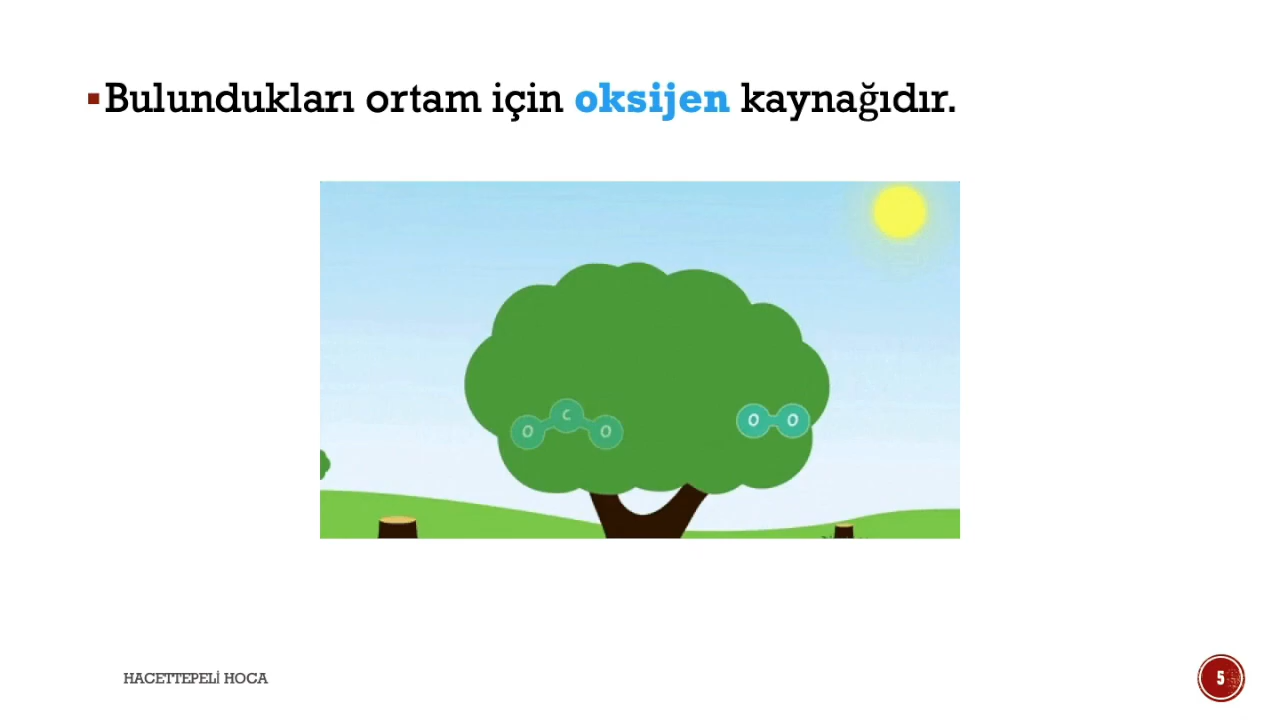 Bulundukları ortam için oksijen kaynağıdır.
O C O
O O
HACETTEPELİ HOCA
5